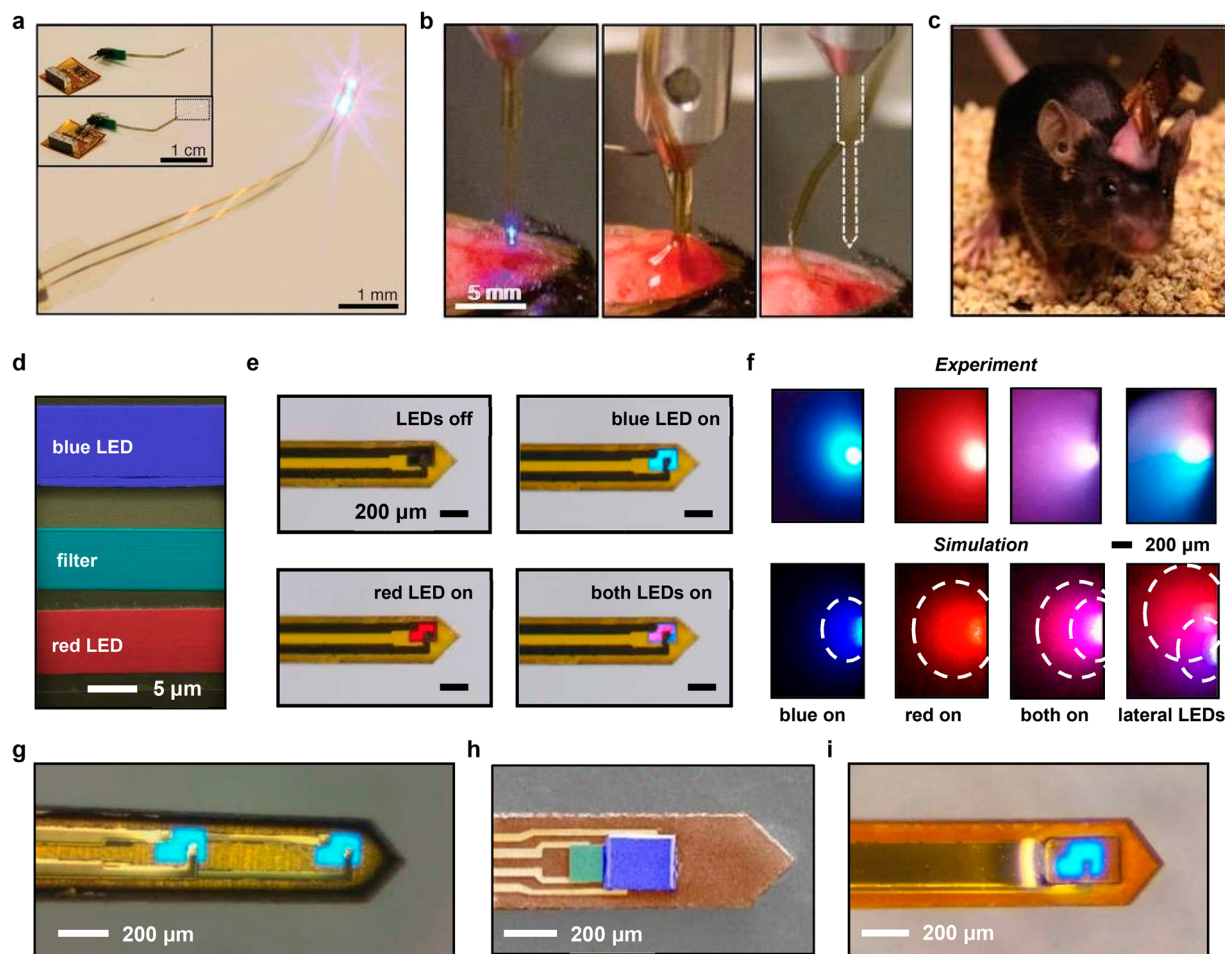 a
b
c
1 cm
1 mm
5 mm
d
e
f
blue LED
filter
red LED
5 µm
LEDs off
200 µm
blue LED on
red LED on
both LEDs on
Experiment
Simulation
200 µm
blue on
red on
both on
lateral LEDs
g
h
i
200 µm
200 µm
200 µm